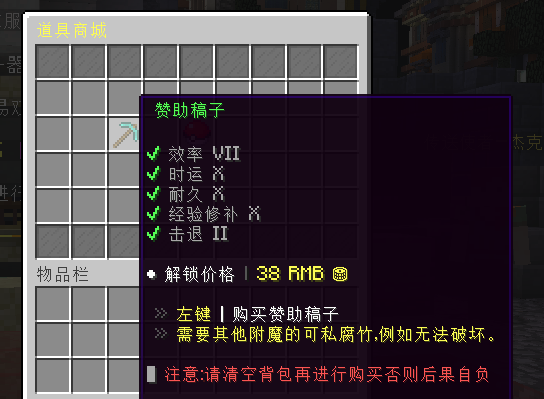 道具商城
赞助稿子
✔ 效率 VII
✔ 时运 X
✔ 耐久 X
✔ 经验修补 X
✔ 击退 II
● 解锁价格 | 38 RMB
» 左键 | 购买赞助稿子
» 需要其他附魔的可私腐竹,例如无法破坏。
物品栏
注意:请清空背包再进行购买否则后果自负
杰克